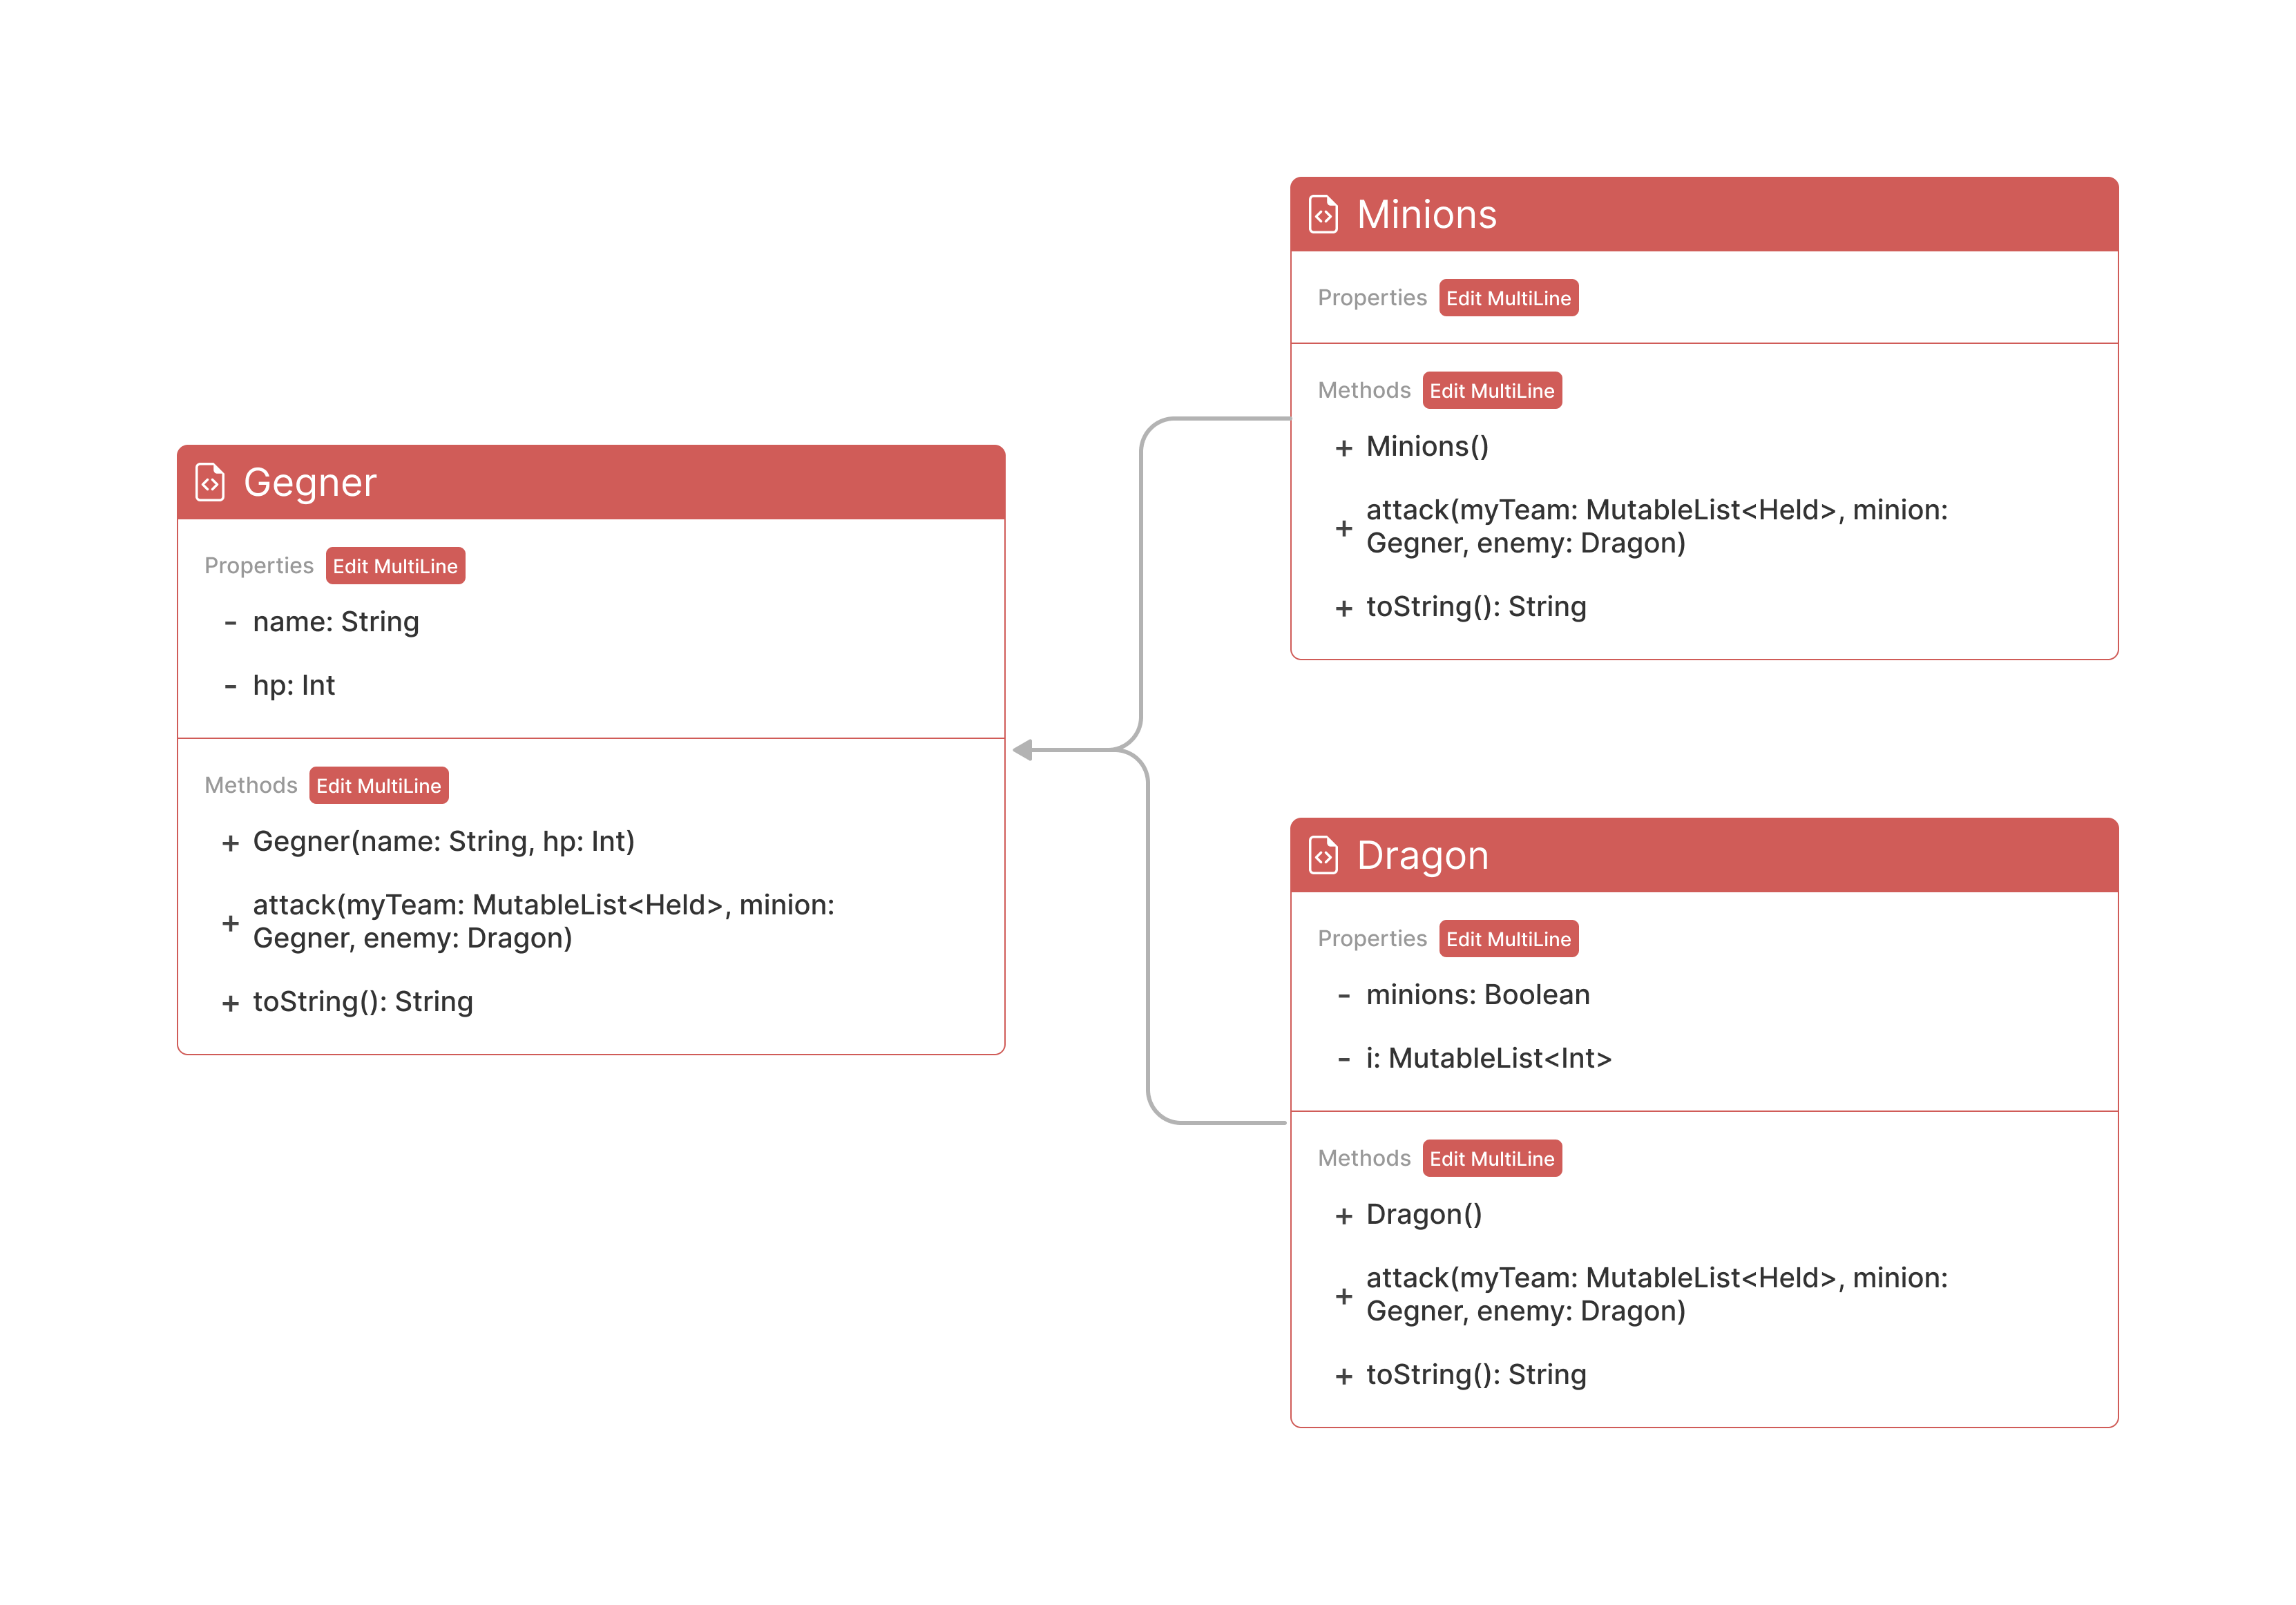 Gegner
Properties Edit MultiLine
- name: String
- hp: Int
Methods Edit MultiLine
+ Gegner(name: String, hp: Int)
+ attack(myTeam: MutableList<Held>, minion:
Gegner, enemy: Dragon)
+ toString(): String
Minions
Properties Edit MultiLine
Methods Edit MultiLine
+ Minions()
+ attack(myTeam: MutableList<Held>, minion:
Gegner, enemy: Dragon)
+ toString(): String
Dragon
Properties Edit MultiLine
- minions: Boolean
- i: MutableList<Int>
Methods Edit MultiLine
+ Dragon()
+ attack(myTeam: MutableList<Held>, minion:
Gegner, enemy: Dragon)
+ toString(): String